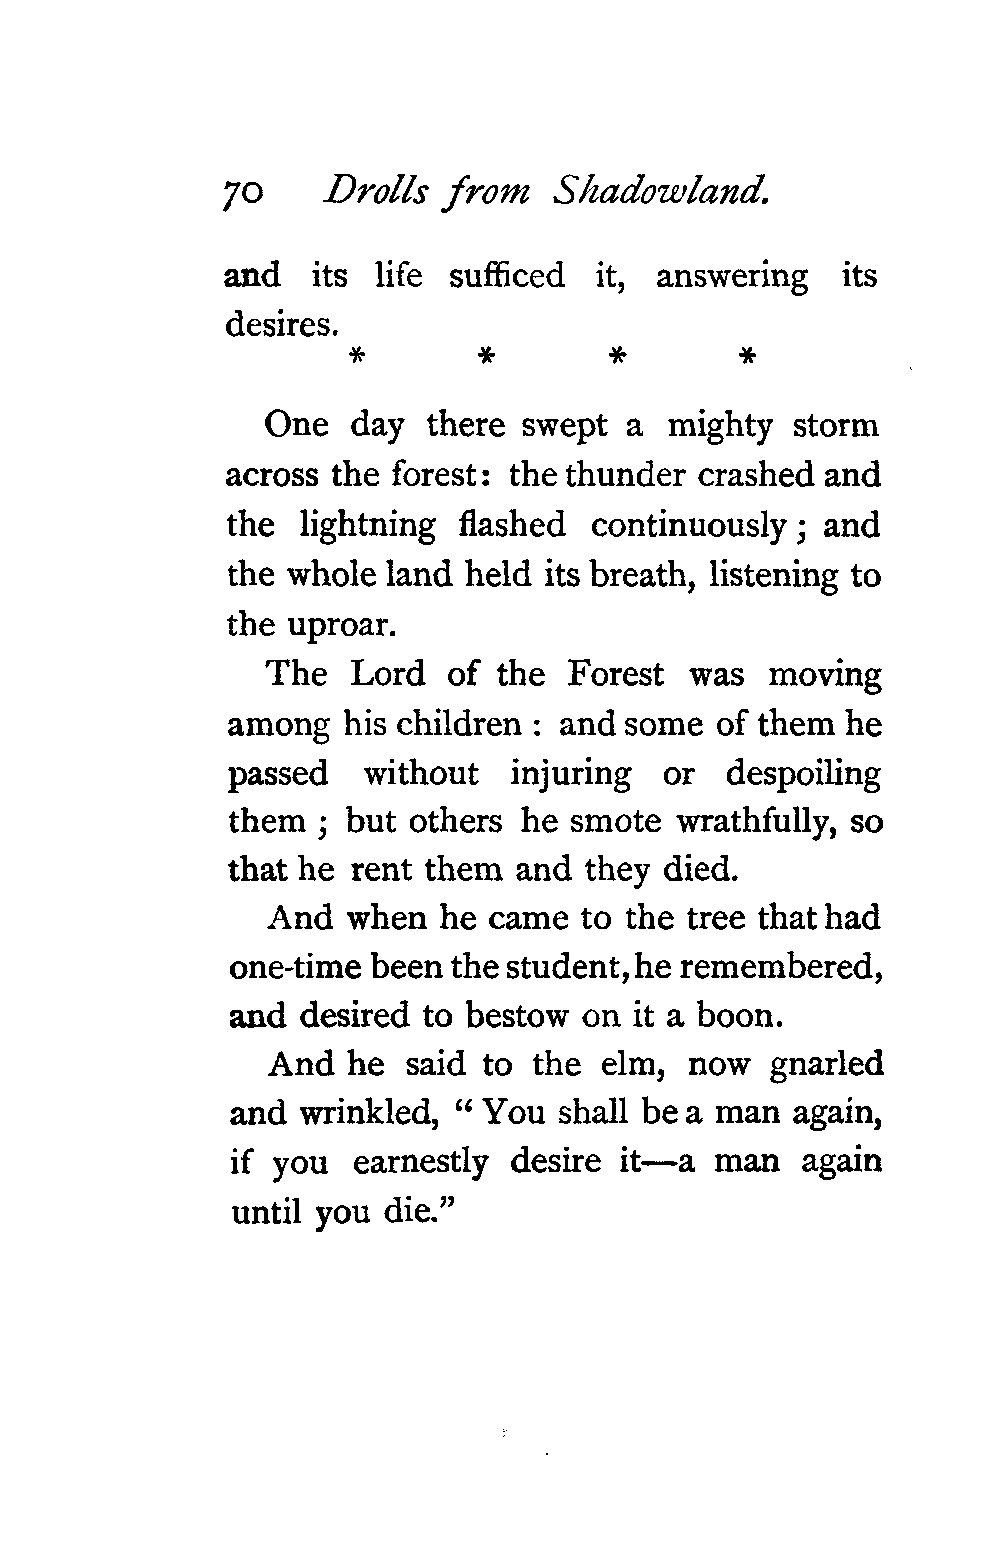 70 Drolls from Shadowland.
and its life sufficed it, answering its
desires.
* * * *
One day there swept a mighty storm
across the forest: the thunder crashed and
the lightning flashed continuously ; and
the whole land held its breath, listening to
the uproar.
The Lord of the Forest was moving
among his children : and some of them he
passed without injuring or despoiling
them ; but others he smote wrathfully, so
that he rent them and they died.
And when he came to the tree that had
one-time been the student, he remembered,
and desired to bestow on it a boon.
And he said to the elm, now gnarled
and wrinkled, “ You shall be a man again,
if you earnestly desire it—a man again
until you die.”